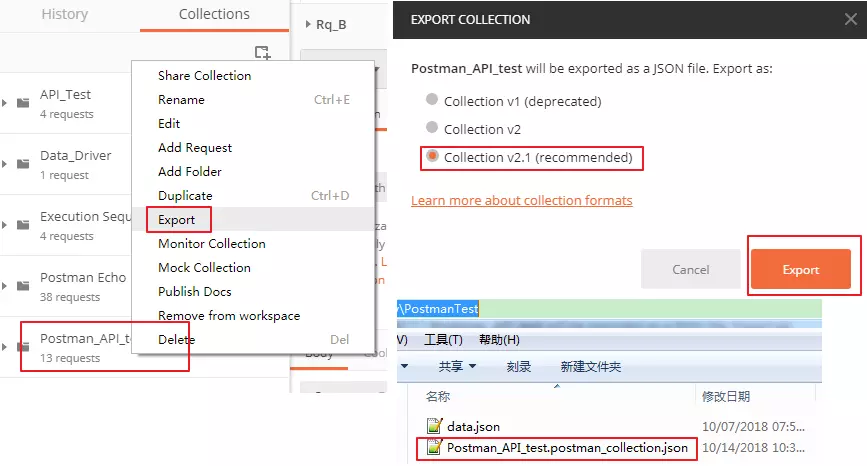 History
Collections
Rq_B
API_Test
4 requests
Data_Driver
1 request
Execution Sequ
4 requests
Postman Echo
38 requests
Postman_API_t
13 requests
Share Collection
Rename Ctrl+E
Edit
Add Request
Add Folder
Duplicate Ctrl+D
Export
Monitor Collection
Mock Collection
Publish Docs
Remove from workspace
Delete Del
Body
EXPORT COLLECTION
Postman_API_test will be exported as a JSON file. Export as:
Collection v1 (deprecated)
Collection v2
Collection v2.1 (recommended)
Learn more about collection formats
Cancel
Export
\PostmanTest
V) 工具(T) 帮助(H)
共享 刻录 新建文件夹
名称 修改日期
data.json 10/07/2018 07:5...
Postman_API_test.postman_collection.json 10/14/2018 10:3...